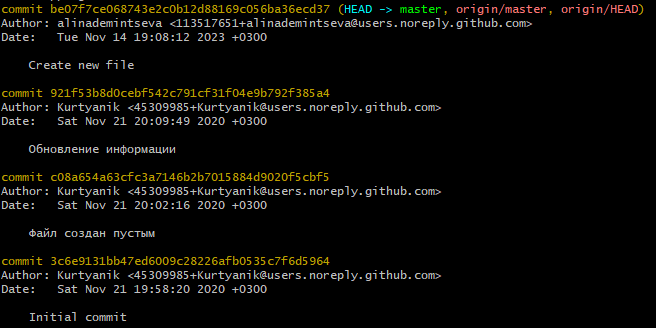 commit be07f7ce068743e2c0b12d88169c056ba36ecd37 (HEAD -> master, origin/master, origin/HEAD)
Author: alinademintseva <113517651+alinademintseva@users.noreply.github.com>
Date:   Tue Nov 14 19:08:12 2023 +0300
Create new file
commit 921f53b8d0cebf542c791cf31f04e9b792f385a4
Author: Kurtyanik <45309985+Kurtyanik@users.noreply.github.com>
Date:   Sat Nov 21 20:09:49 2020 +0300
Обновление информации
commit c08a654a63cfc3a7146b2b7015884d9020f5cbf5
Author: Kurtyanik <45309985+Kurtyanik@users.noreply.github.com>
Date:   Sat Nov 21 20:02:16 2020 +0300
Файл создан пустым
commit 3c6e9131bb47ed6009c28226afb0535c7f6d5964
Author: Kurtyanik <45309985+Kurtyanik@users.noreply.github.com>
Date:   Sat Nov 21 19:58:20 2020 +0300
Initial commit